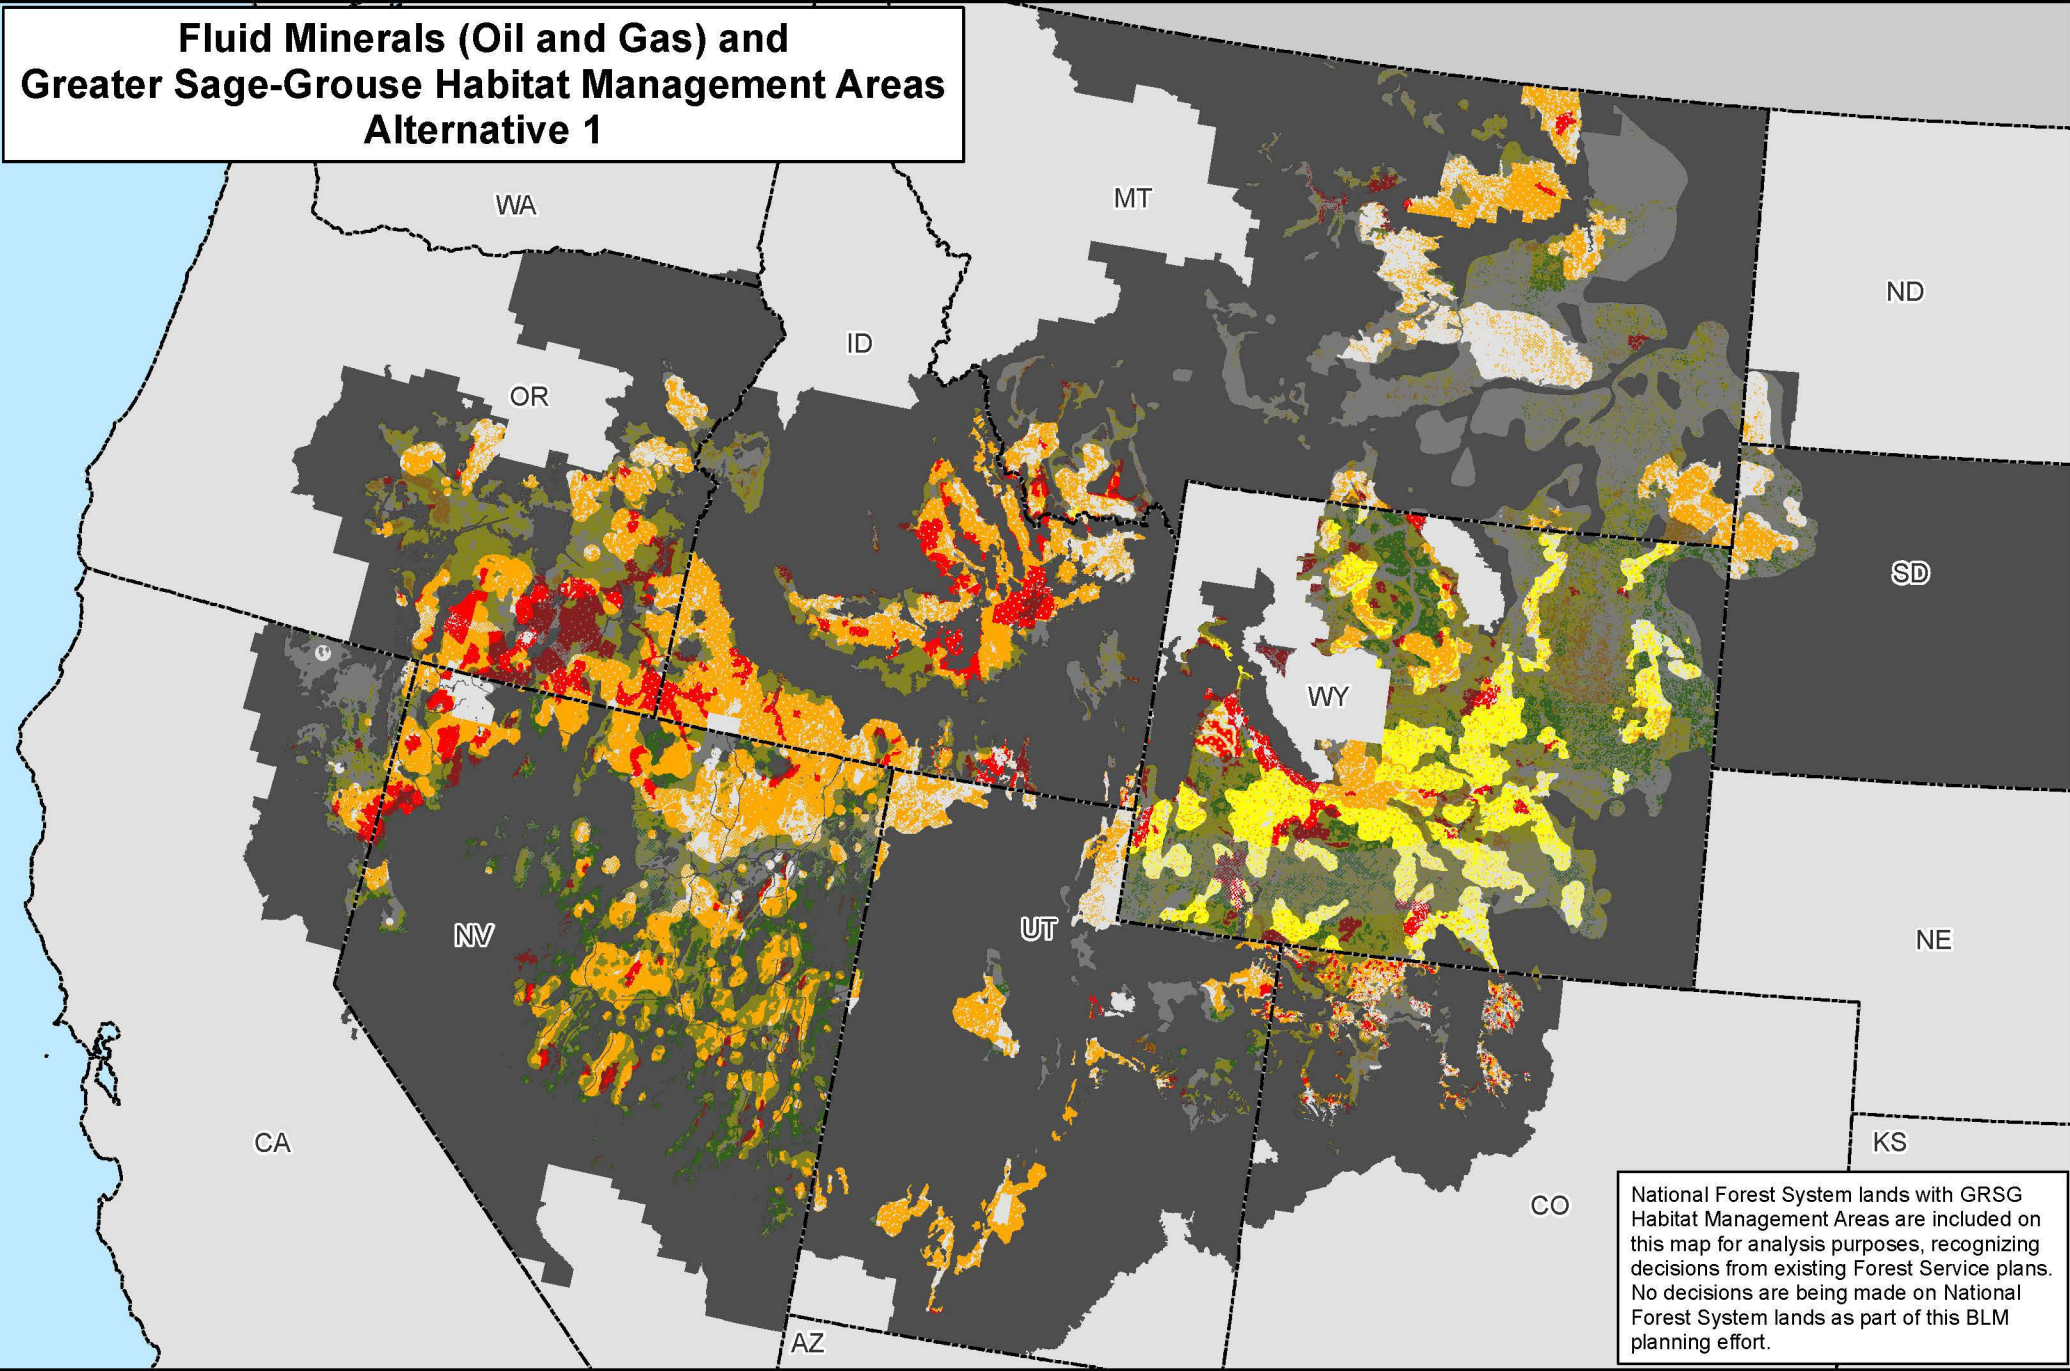 Fluid Minerals (Oil and Gas) and
Greater Sage-Grouse Habitat Management Areas
Alternative 1
WA
MT
ND
ID
OR
SD
WY
NV
UT
NE
CA
KS
CO
AZ
National Forest System lands with GRSG
Habitat Management Areas are included on
this map for analysis purposes, recognizing
decisions from existing Forest Service plans.
No decisions are being made on National
Forest System lands as part of this BLM
planning effort.